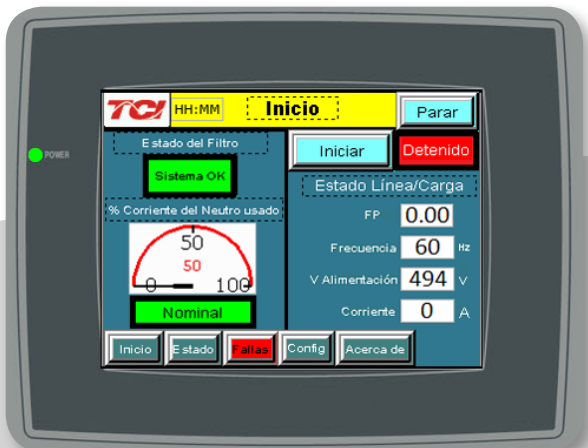 TCI HH:MM Inicio Parar
POWER
Estado del Filtro
Sistema OK
Iniciar Detenido
Estado Línea/Carga
% Corriente del Neutro usado
50
50
0 100
Nominal
FP 0.00
Frecuencia 60 Hz
V Alimentación 494 V
Corriente 0 A
Inicio Estado Fallas Config Acerca de